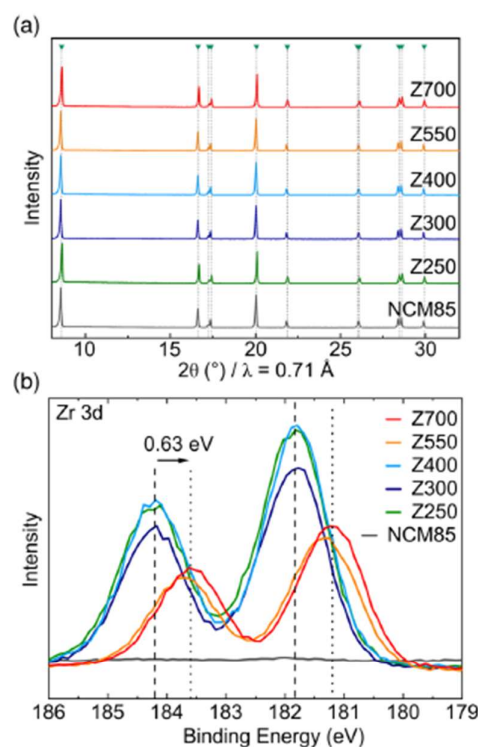 (a)
Z700
Z550
Z400
Z300
Z250
NCM85
Intensity
10 15 20 25 30
2θ (°) / λ = 0.71 Å
(b)
Zr 3d
0.63 eV
Z700
Z550
Z400
Z300
Z250
NCM85
Intensity
186 185 184 183 182 181 180 179
Binding Energy (eV)